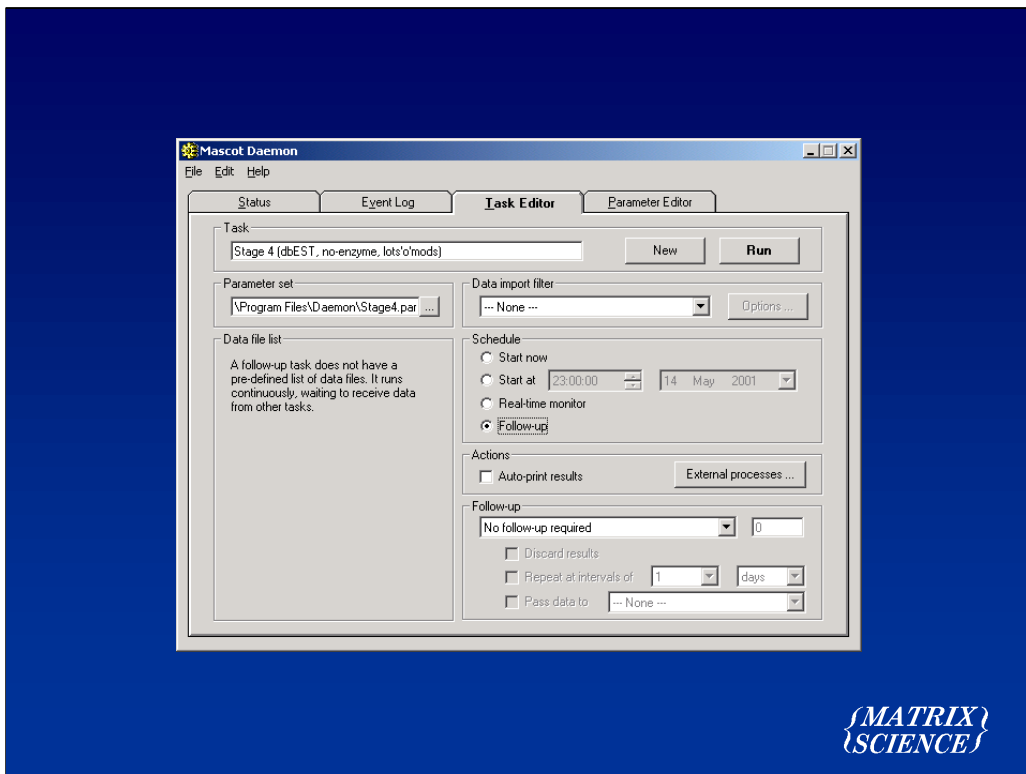 Mascot Daemon
File Edit Help
Status Event Log Task Editor Parameter Editor
Task
Stage 4 (dbEST, no-enzyme, lots'o'mods) New Run
Parameter set
\Program Files\Daemon\Stage4.par ...
Data import filter
--- None --- Options ...
Data file list
A follow-up task does not have a
pre-defined list of data files. It runs
continuously, waiting to receive data
from other tasks.
Schedule
Start now
Start at 23:00:00 14 May 2001
Real-time monitor
Follow-up
Actions
Auto-print results External processes ...
Follow-up
No follow-up required 0
Discard results
Repeat at intervals of 1 days
Pass data to --- None ---
{MATRIX}
{SCIENCE}